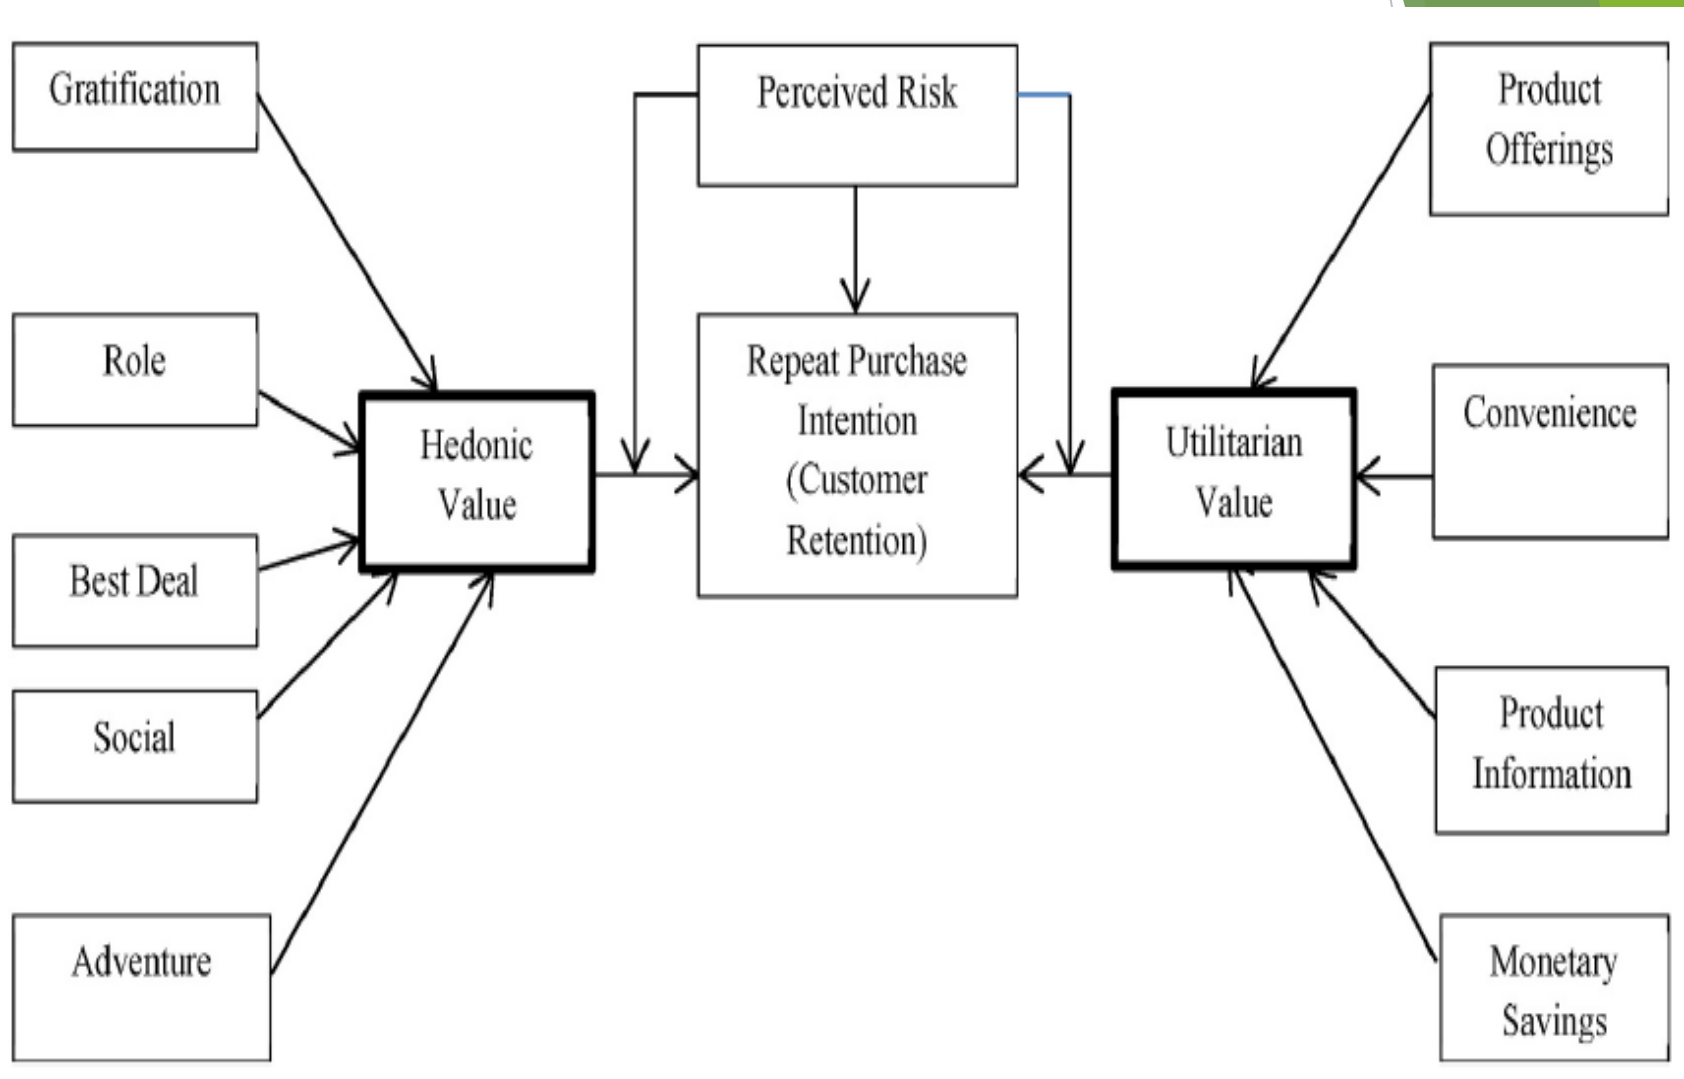 Gratification
Role
Best Deal
Social
Adventure
Hedonic
Value
Perceived Risk
Repeat Purchase
Intention
(Customer
Retention)
Utilitarian
Value
Product
Offerings
Convenience
Product
Information
Monetary
Savings